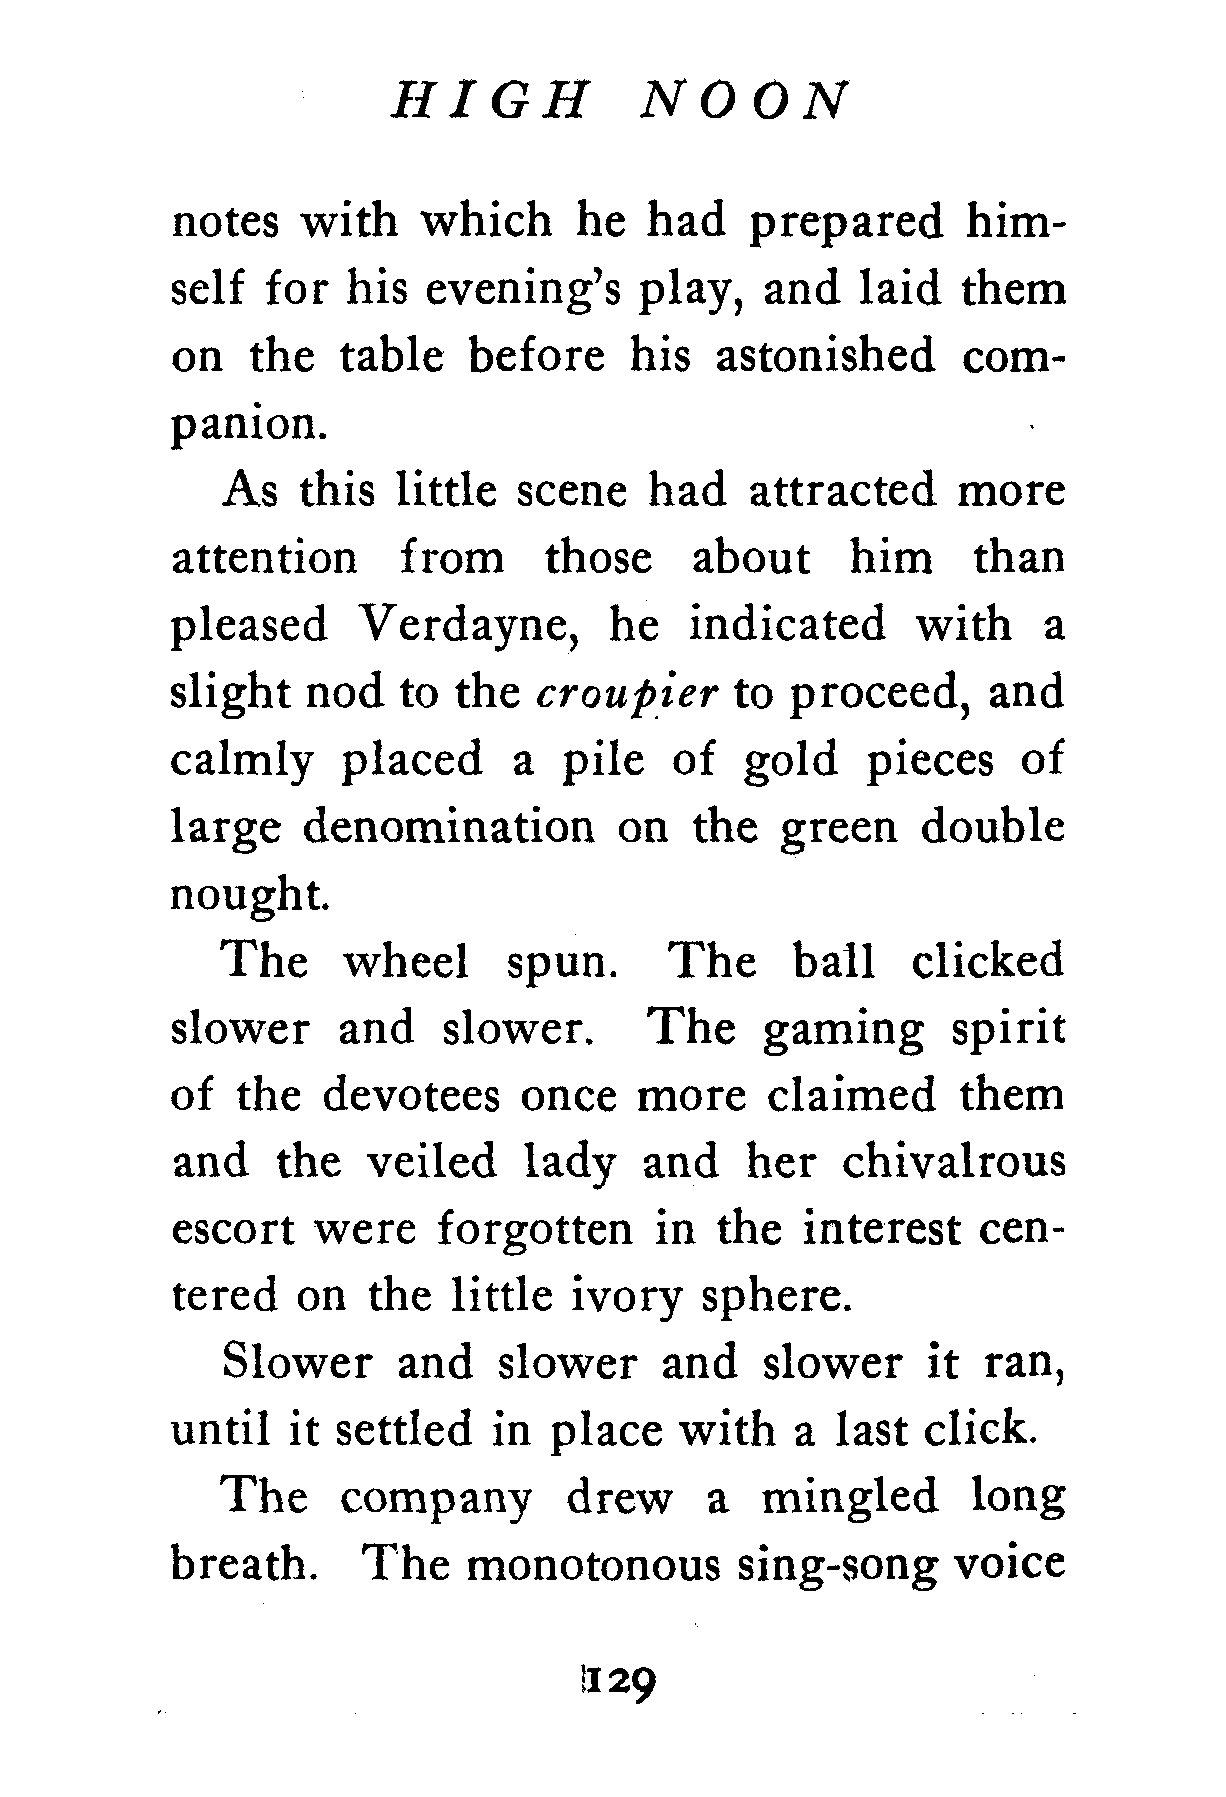 HIGH NOON
notes with which he had prepared him-
self for his evening's play, and laid them
on the table before his astonished com-
panion.
As this little scene had attracted more
attention from those about him than
pleased Verdayne, he indicated with a
slight nod to the croupier to proceed, and
calmly placed a pile of gold pieces of
large denomination on the green double
nought.
The wheel spun. The ball clicked
slower and slower. The gaming spirit
of the devotees once more claimed them
and the veiled lady and her chivalrous
escort were forgotten in the interest cen-
tered on the little ivory sphere.
Slower and slower and slower it ran,
until it settled in place with a last click.
The company drew a mingled long
breath. The monotonous sing-song voice
129